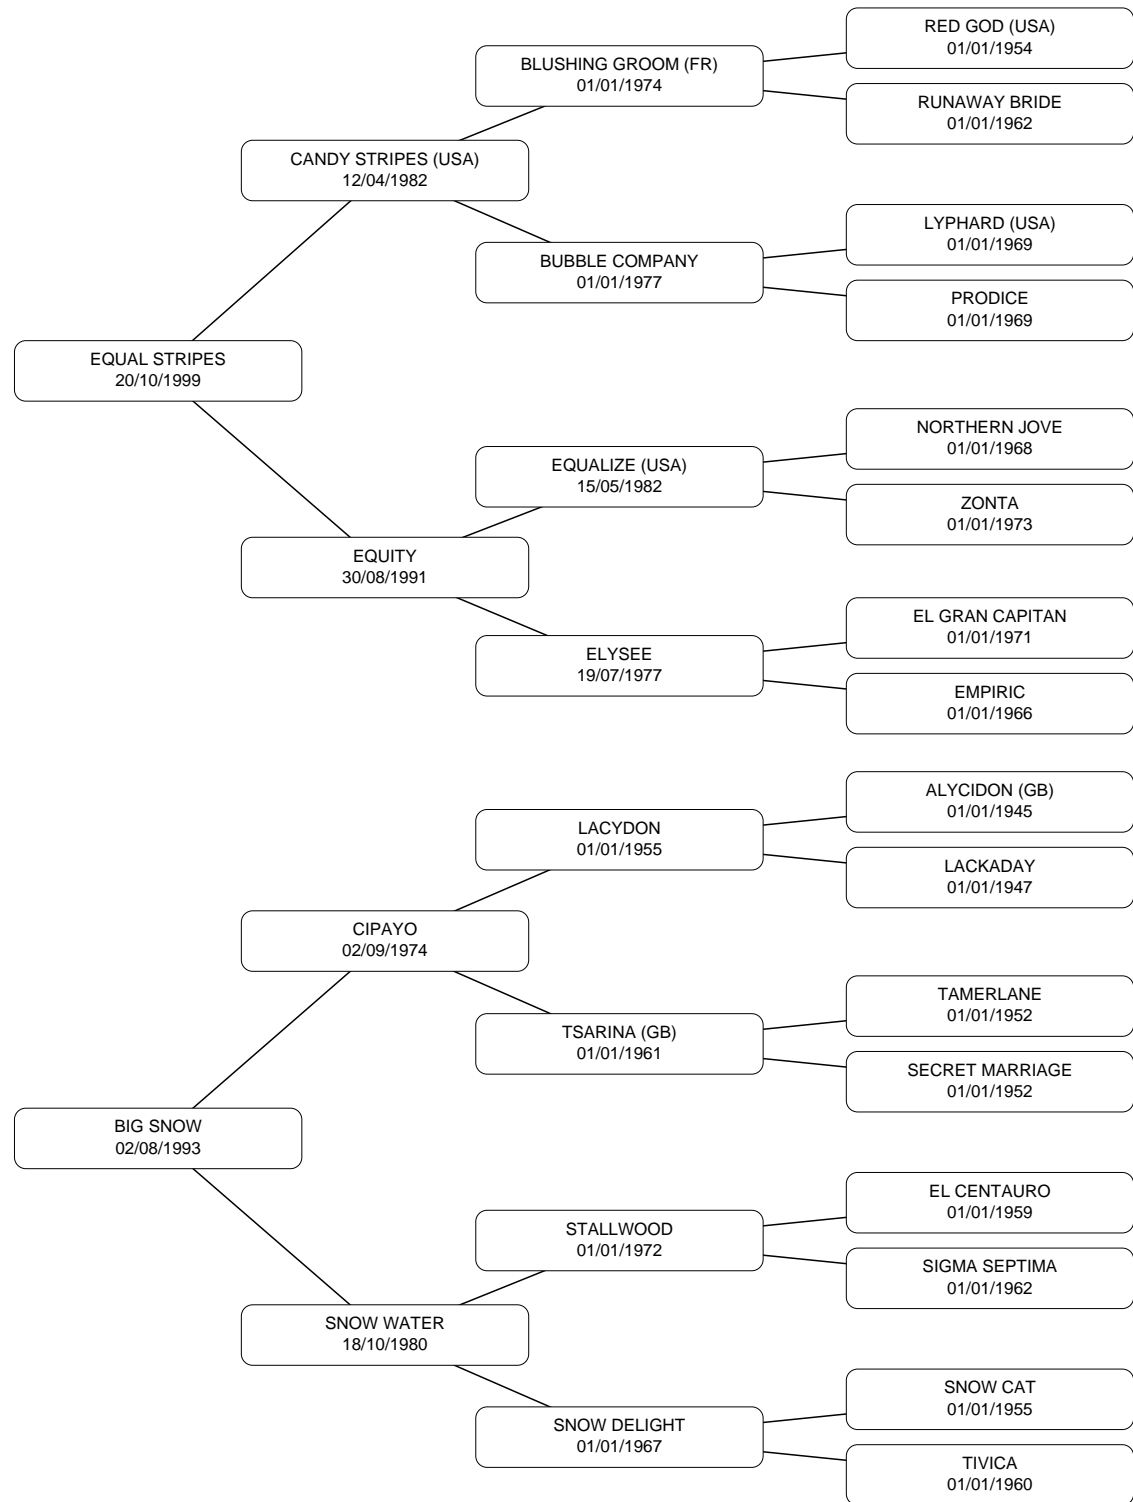 RED GOD (USA)
01/01/1954
BLUSHING GROOM (FR)
01/01/1974
RUNAWAY BRIDE
01/01/1962
CANDY STRIPES (USA)
12/04/1982
LYPHARD (USA)
01/01/1969
BUBBLE COMPANY
01/01/1977
PRODICE
01/01/1969
EQUAL STRIPES
20/10/1999
NORTHERN JOVE
01/01/1968
EQUALIZE (USA)
15/05/1982
ZONTA
01/01/1973
EQUITY
30/08/1991
EL GRAN CAPITAN
01/01/1971
ELYSEE
19/07/1977
EMPIRIC
01/01/1966
ALYCIDON (GB)
01/01/1945
LACYDON
01/01/1955
LACKADAY
01/01/1947
CIPAYO
02/09/1974
TAMERLANE
01/01/1952
TSARINA (GB)
01/01/1961
SECRET MARRIAGE
01/01/1952
BIG SNOW
02/08/1993
EL CENTAURO
01/01/1959
STALLWOOD
01/01/1972
SIGMA SEPTIMA
01/01/1962
SNOW WATER
18/10/1980
SNOW CAT
01/01/1955
SNOW DELIGHT
01/01/1967
TIVICA
01/01/1960